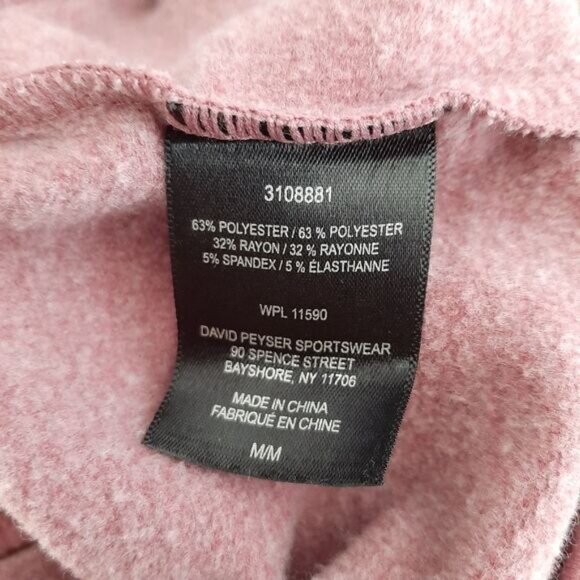 3108881
63% POLYESTER / 63 % POLYESTER
32% RAYON / 32 % RAYONNE
5% SPANDEX / 5 % ÉLASTHANNE
WPL 11590
DAVID PEYSER SPORTSWEAR
90 SPENCE STREET
BAYSHORE, NY 11706
MADE IN CHINA
FABRIQUÉ EN CHINE
M/M